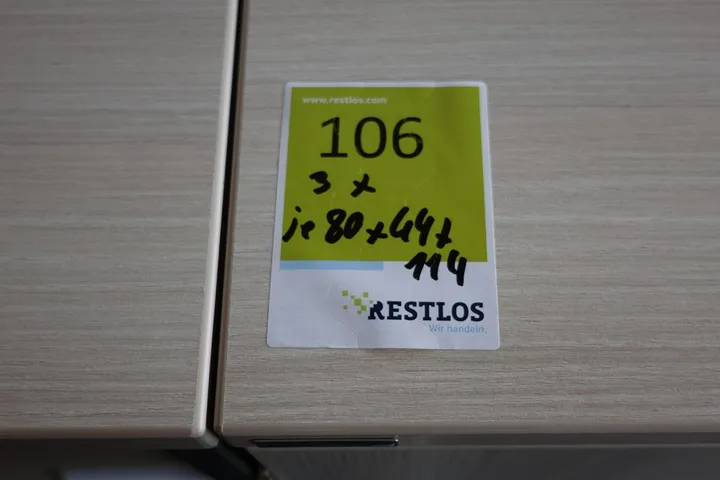 www.restlos.com
106
3 x
je 80 x 44 x
114
RESTLOS
Wir handeln.